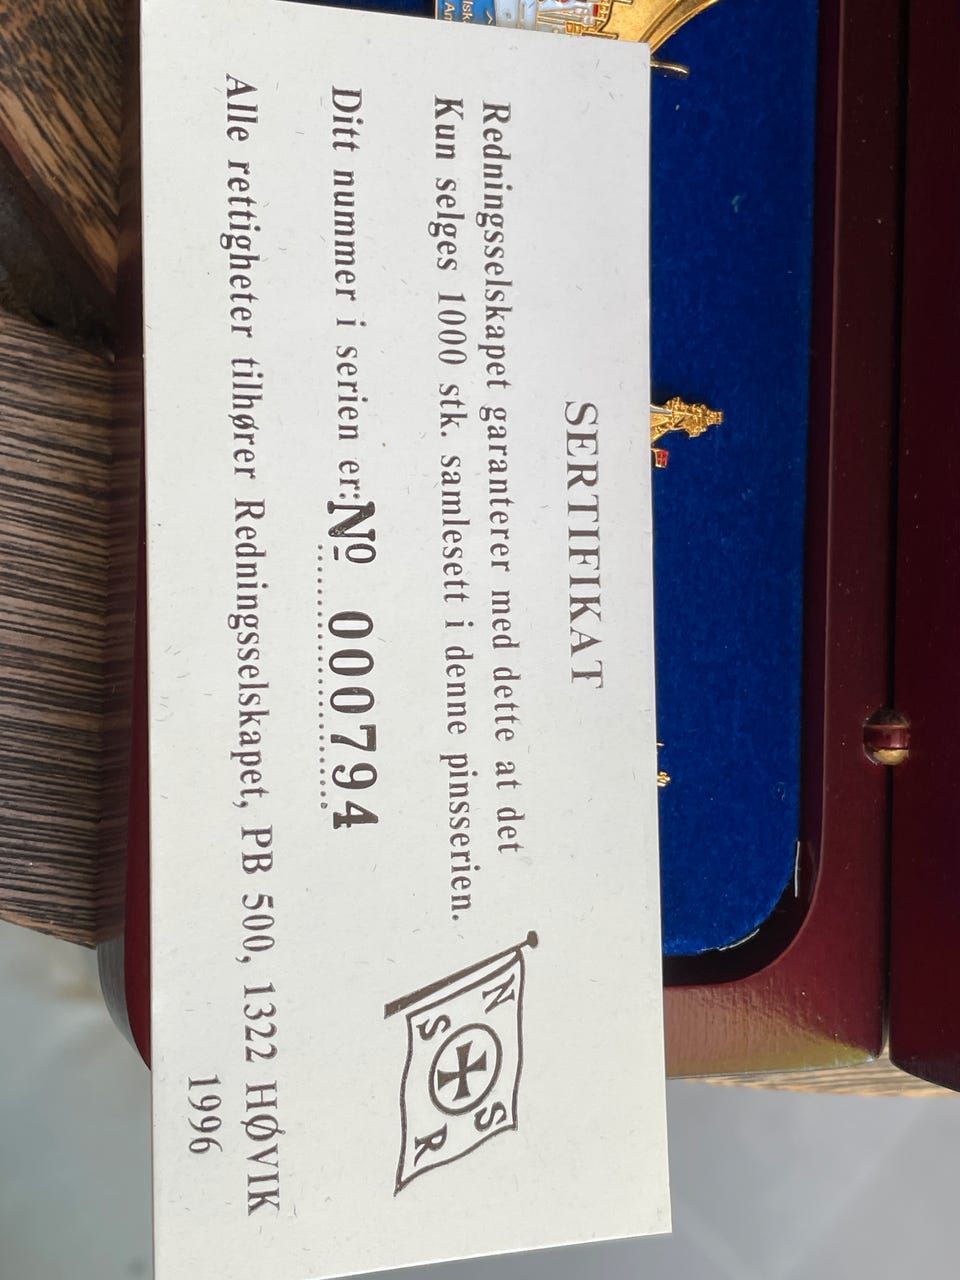 SERTIFIKAT
Redningsselskapet garanterer med dette at det
Kun selges 1000 stk. samlesett i denne pinsserien.
Ditt nummer i serien er: Nº 000794
Alle rettigheter tilhører Redningsselskapet, PB 500, 1322 HØVIK
1996
N S
S R